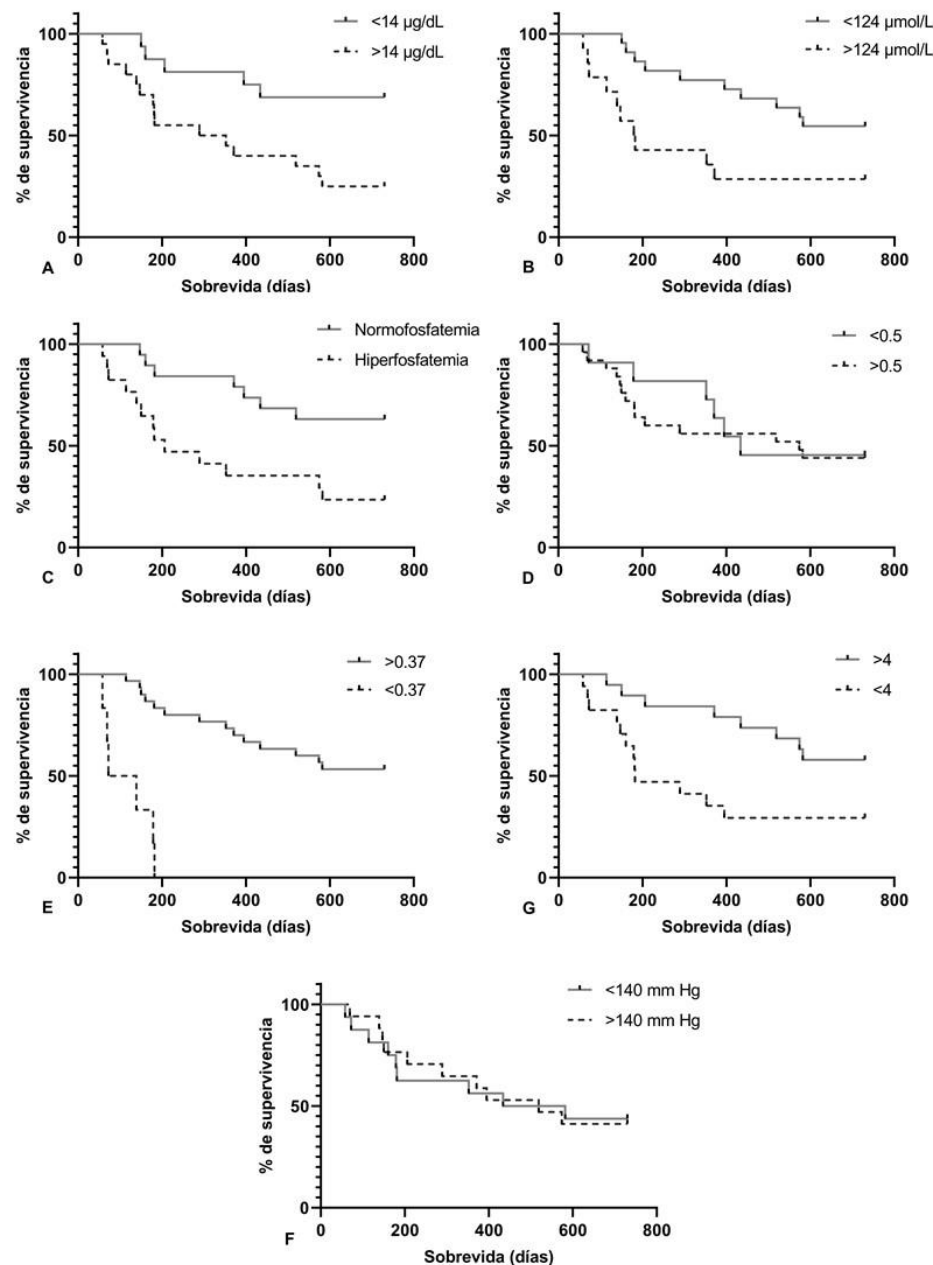 <14 µg/dL
>14 µg/dL
% de supervivencia
100
50
0
0 200 400 600 800
Sobrevida (días)
A
<124 µmol/L
>124 µmol/L
% de supervivencia
100
50
0
0 200 400 600 800
Sobrevida (días)
B
Normofosfatemia
Hiperfosfatemia
% de supervivencia
100
50
0
0 200 400 600 800
Sobrevida (días)
C
<0.5
>0.5
% de supervivencia
100
50
0
0 200 400 600 800
Sobrevida (días)
D
>0.37
<0.37
% de supervivencia
100
50
0
0 200 400 600 800
Sobrevida (días)
E
>4
<4
% de supervivencia
100
50
0
0 200 400 600 800
Sobrevida (días)
G
<140 mm Hg
>140 mm Hg
% de supervivencia
100
50
0
0 200 400 600 800
Sobrevida (días)
F